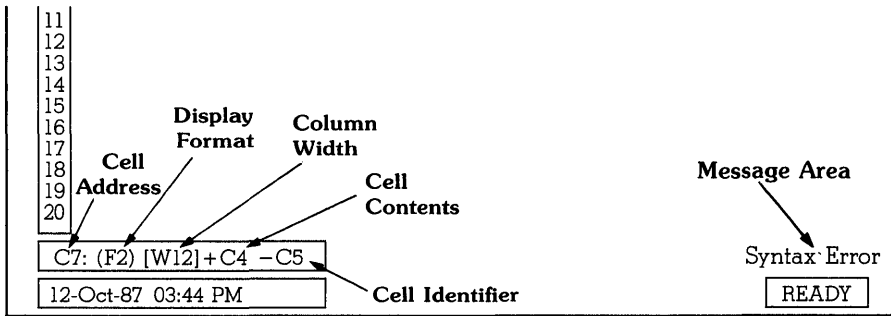 11
12
13
14
15
16
17
18
19
20
Display
Format
Column
Width
Cell
Address
Cell
Contents
Message Area
C7: (F2) [W12]+C4 −C5
Syntax Error
12-Oct-87 03:44 PM
Cell Identifier
READY